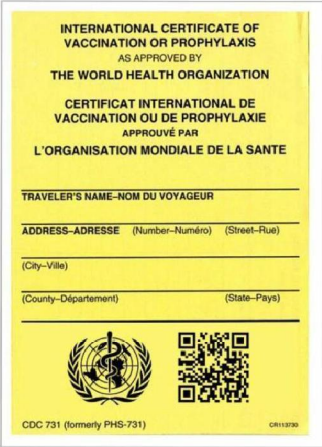 INTERNATIONAL CERTIFICATE OF
VACCINATION OR PROPHYLAXIS
AS APPROVED BY
THE WORLD HEALTH ORGANIZATION
CERTIFICAT INTERNATIONAL DE
VACCINATION OU DE PROPHYLAXIE
APPROUVÉ PAR
L'ORGANISATION MONDIALE DE LA SANTE
TRAVELER'S NAME–NOM DU VOYAGEUR
ADDRESS–ADRESSE (Number–Numéro) (Street–Rue)
(City–Ville)
(County–Département) (State–Pays)
CDC 731 (formerly PHS-731) CR113730